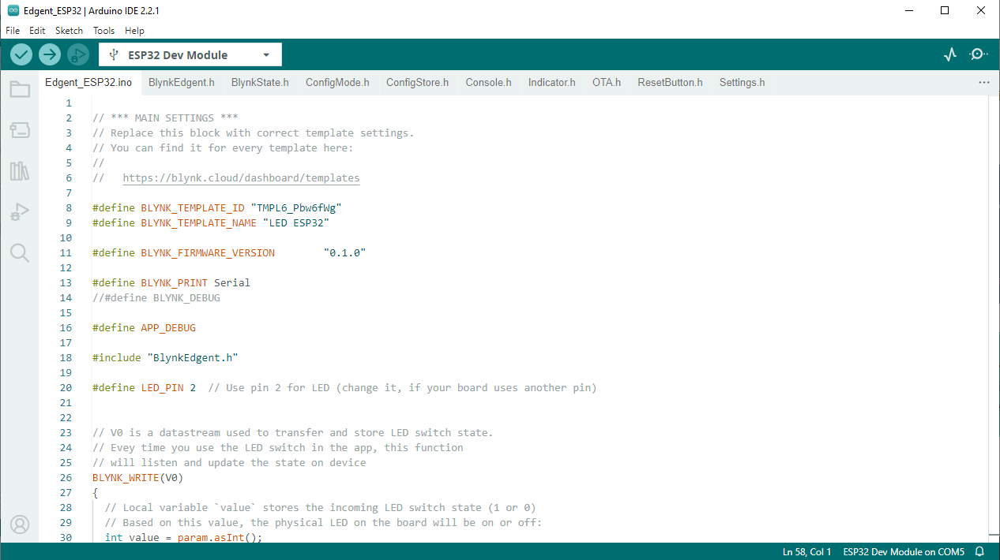 Edgent_ESP32 | Arduino IDE 2.2.1
File Edit Sketch Tools Help
ESP32 Dev Module
Edgent_ESP32.ino BlynkEdgent.h BlynkState.h ConfigMode.h ConfigStore.h Console.h Indicator.h OTA.h ResetButton.h Settings.h ...
1
2 // *** MAIN SETTINGS ***
3 // Replace this block with correct template settings.
4 // You can find it for every template here:
5 //
6 //   https://blynk.cloud/dashboard/templates
7
8 #define BLYNK_TEMPLATE_ID "TMPL6_Pbw6fWg"
9 #define BLYNK_TEMPLATE_NAME "LED ESP32"
10
11 #define BLYNK_FIRMWARE_VERSION        "0.1.0"
12
13 #define BLYNK_PRINT Serial
14 //#define BLYNK_DEBUG
15
16 #define APP_DEBUG
17
18 #include "BlynkEdgent.h"
19
20 #define LED_PIN 2  // Use pin 2 for LED (change it, if your board uses another pin)
21
22
23 // V0 is a datastream used to transfer and store LED switch state.
24 // Evey time you use the LED switch in the app, this function
25 // will listen and update the state on device
26 BLYNK_WRITE(V0)
27 {
28   // Local variable `value` stores the incoming LED switch state (1 or 0)
29   // Based on this value, the physical LED on the board will be on or off:
30   int value = param.asInt();
Ln 58, Col 1 ESP32 Dev Module on COM5